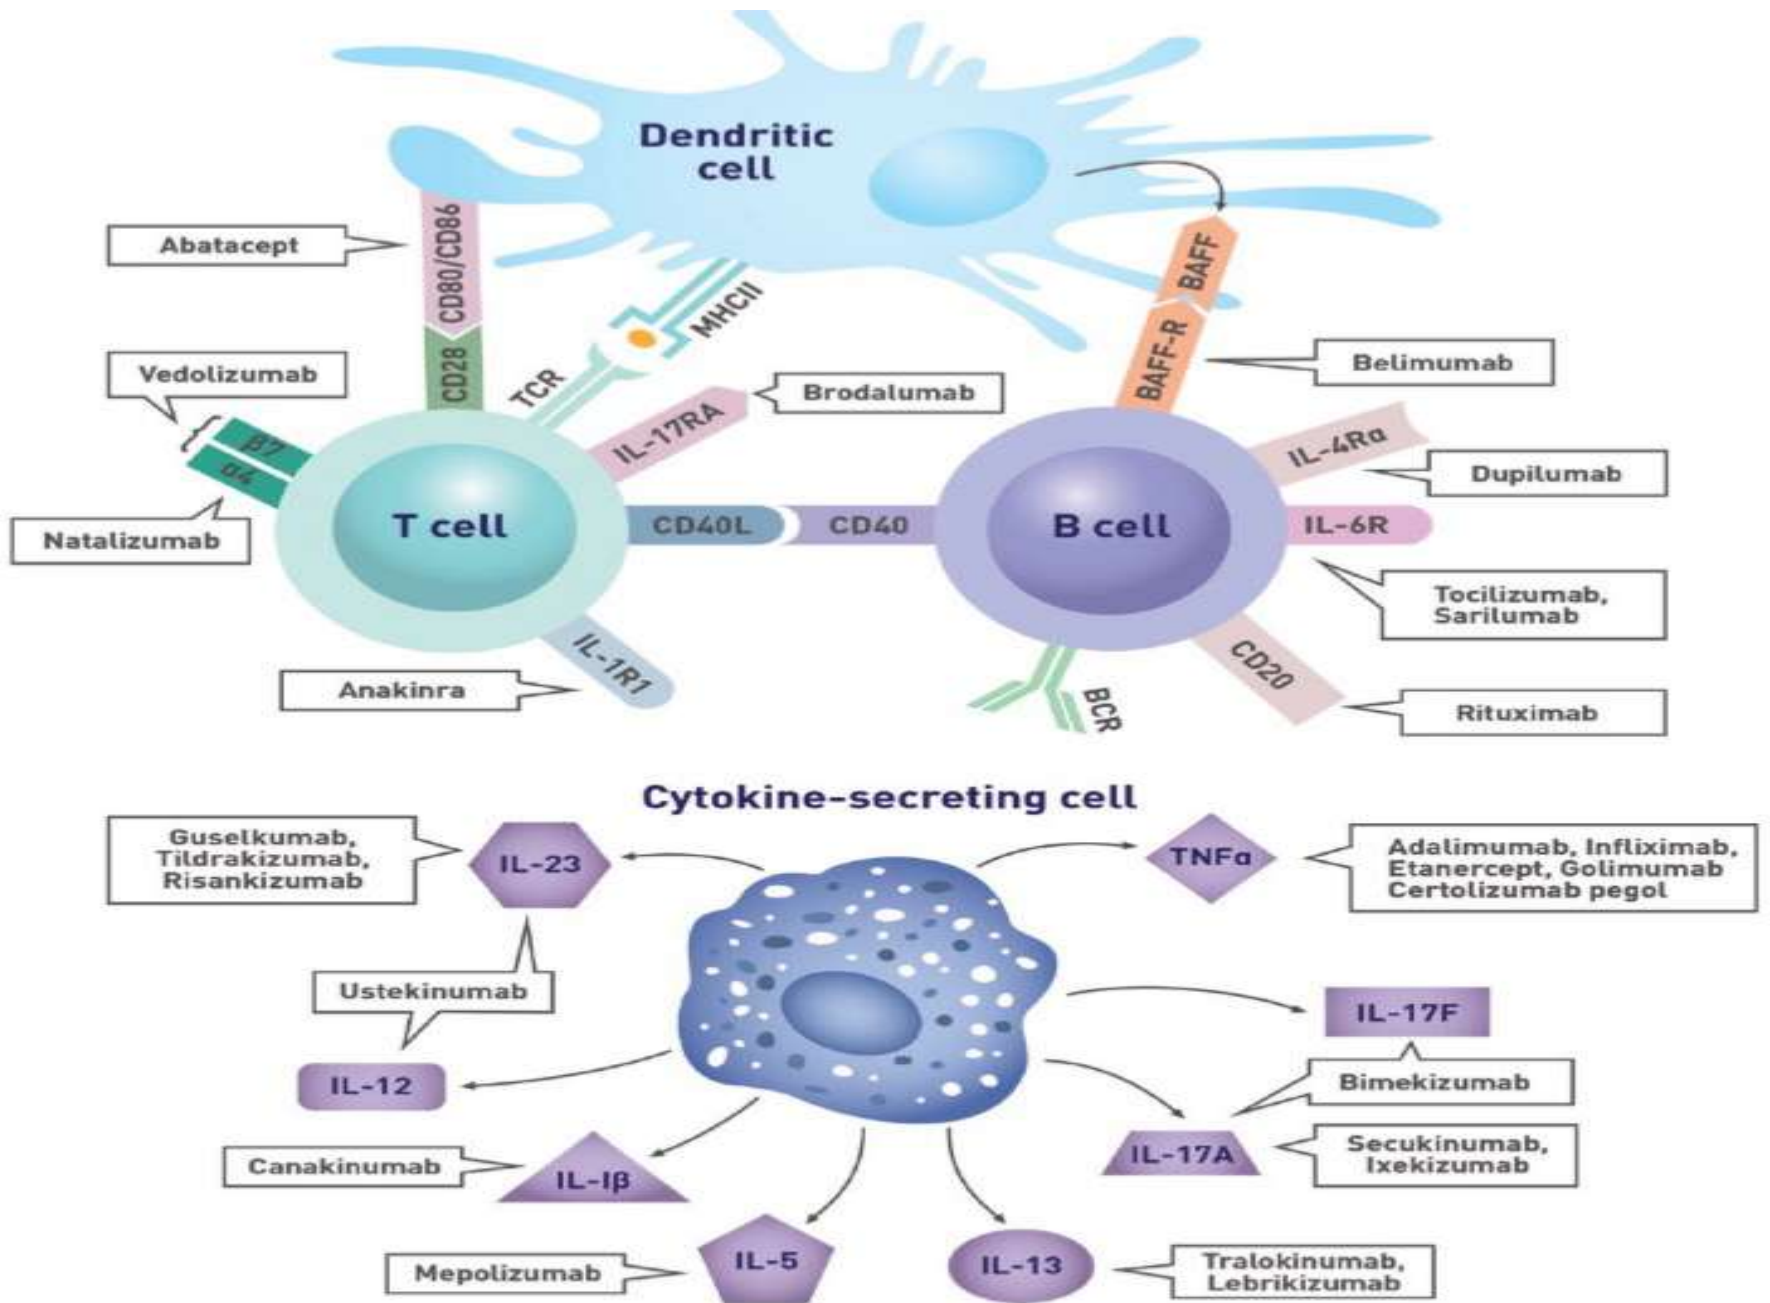 Dendritic
cell
Abatacept
CD80/CD86
CD28
MHCII
TCR
BAFF
BAFF-R
Belimumab
Vedolizumab
β7
α4
Natalizumab
Brodalumab
IL-17RA
IL-4Rα
Dupilumab
T cell
CD40L
CD40
B cell
IL-6R
Tocilizumab,
Sarilumab
IL-1R1
Anakinra
BCR
CD20
Rituximab
Cytokine-secreting cell
Guselkumab,
Tildrakizumab,
Risankizumab
IL-23
TNFα
Adalimumab, Infliximab,
Etanercept, Golimumab
Certolizumab pegol
Ustekinumab
IL-12
IL-17F
Bimekizumab
Canakinumab
IL-Iβ
IL-17A
Secukinumab,
Ixekizumab
Mepolizumab
IL-5
IL-13
Tralokinumab,
Lebrikizumab